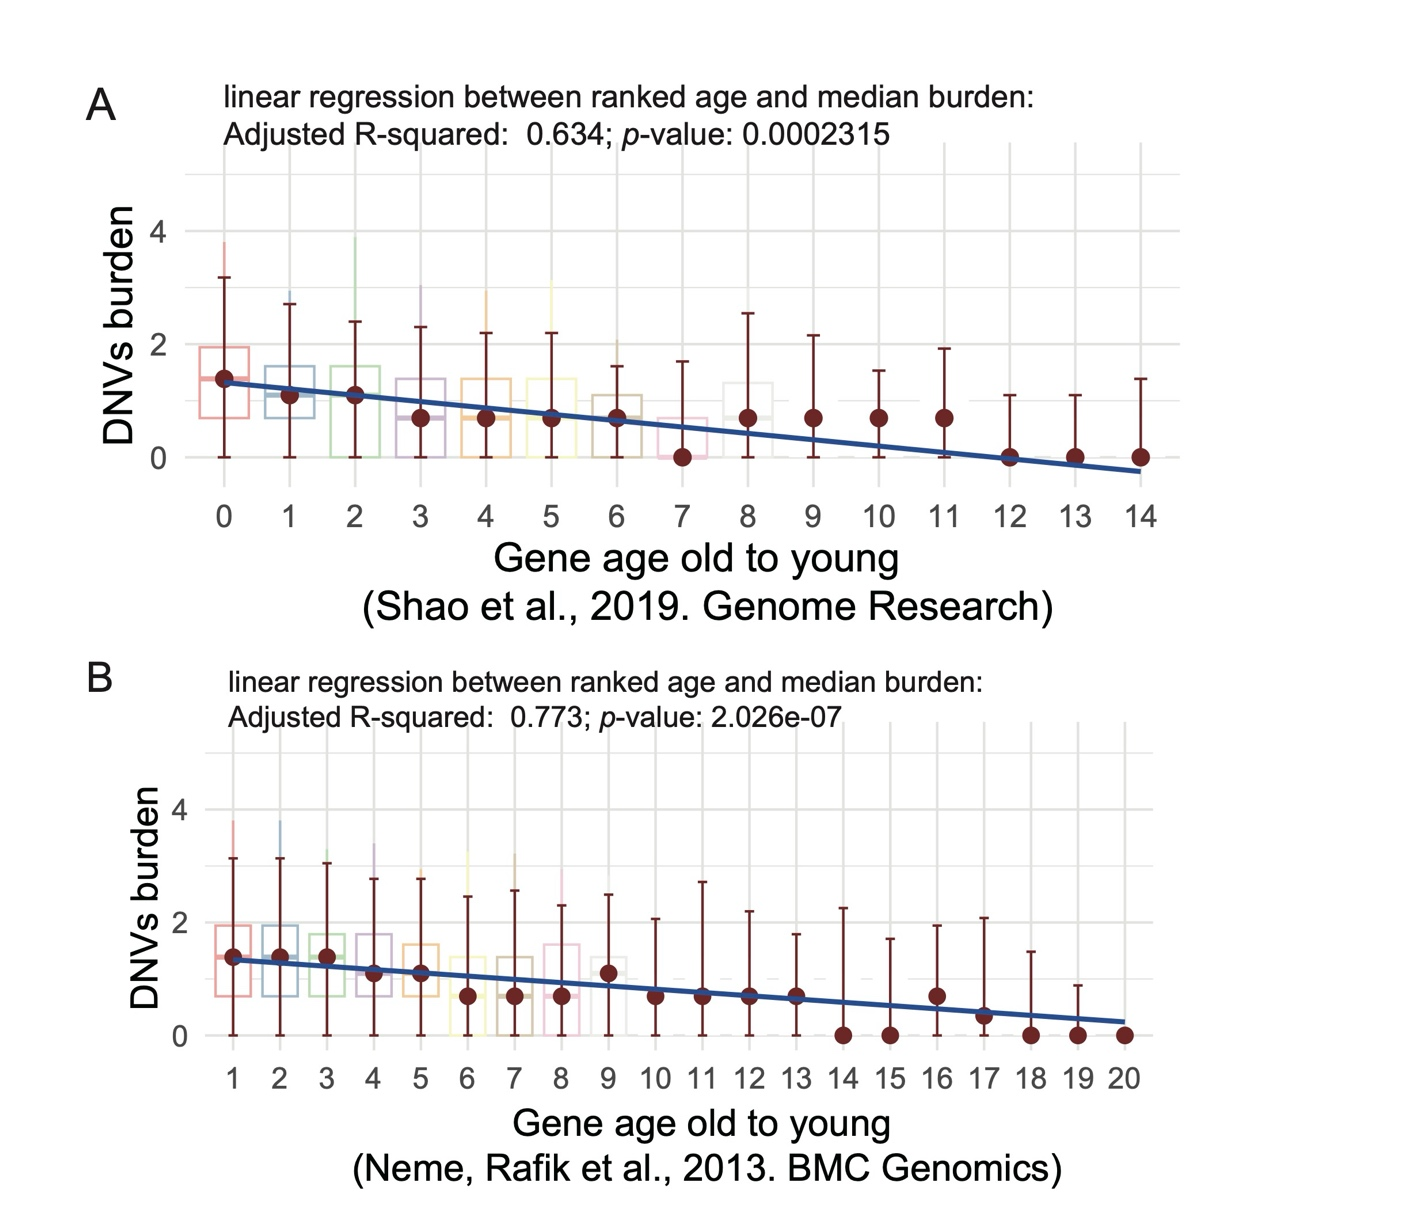 A
linear regression between ranked age and median burden:
Adjusted R-squared:  0.634; p-value: 0.0002315
DNVs burden
4
2
0
0 1 2 3 4 5 6 7 8 9 10 11 12 13 14
Gene age old to young
(Shao et al., 2019. Genome Research)
B
linear regression between ranked age and median burden:
Adjusted R-squared:  0.773; p-value: 2.026e-07
DNVs burden
4
2
0
1 2 3 4 5 6 7 8 9 10 11 12 13 14 15 16 17 18 19 20
Gene age old to young
(Neme, Rafik et al., 2013. BMC Genomics)